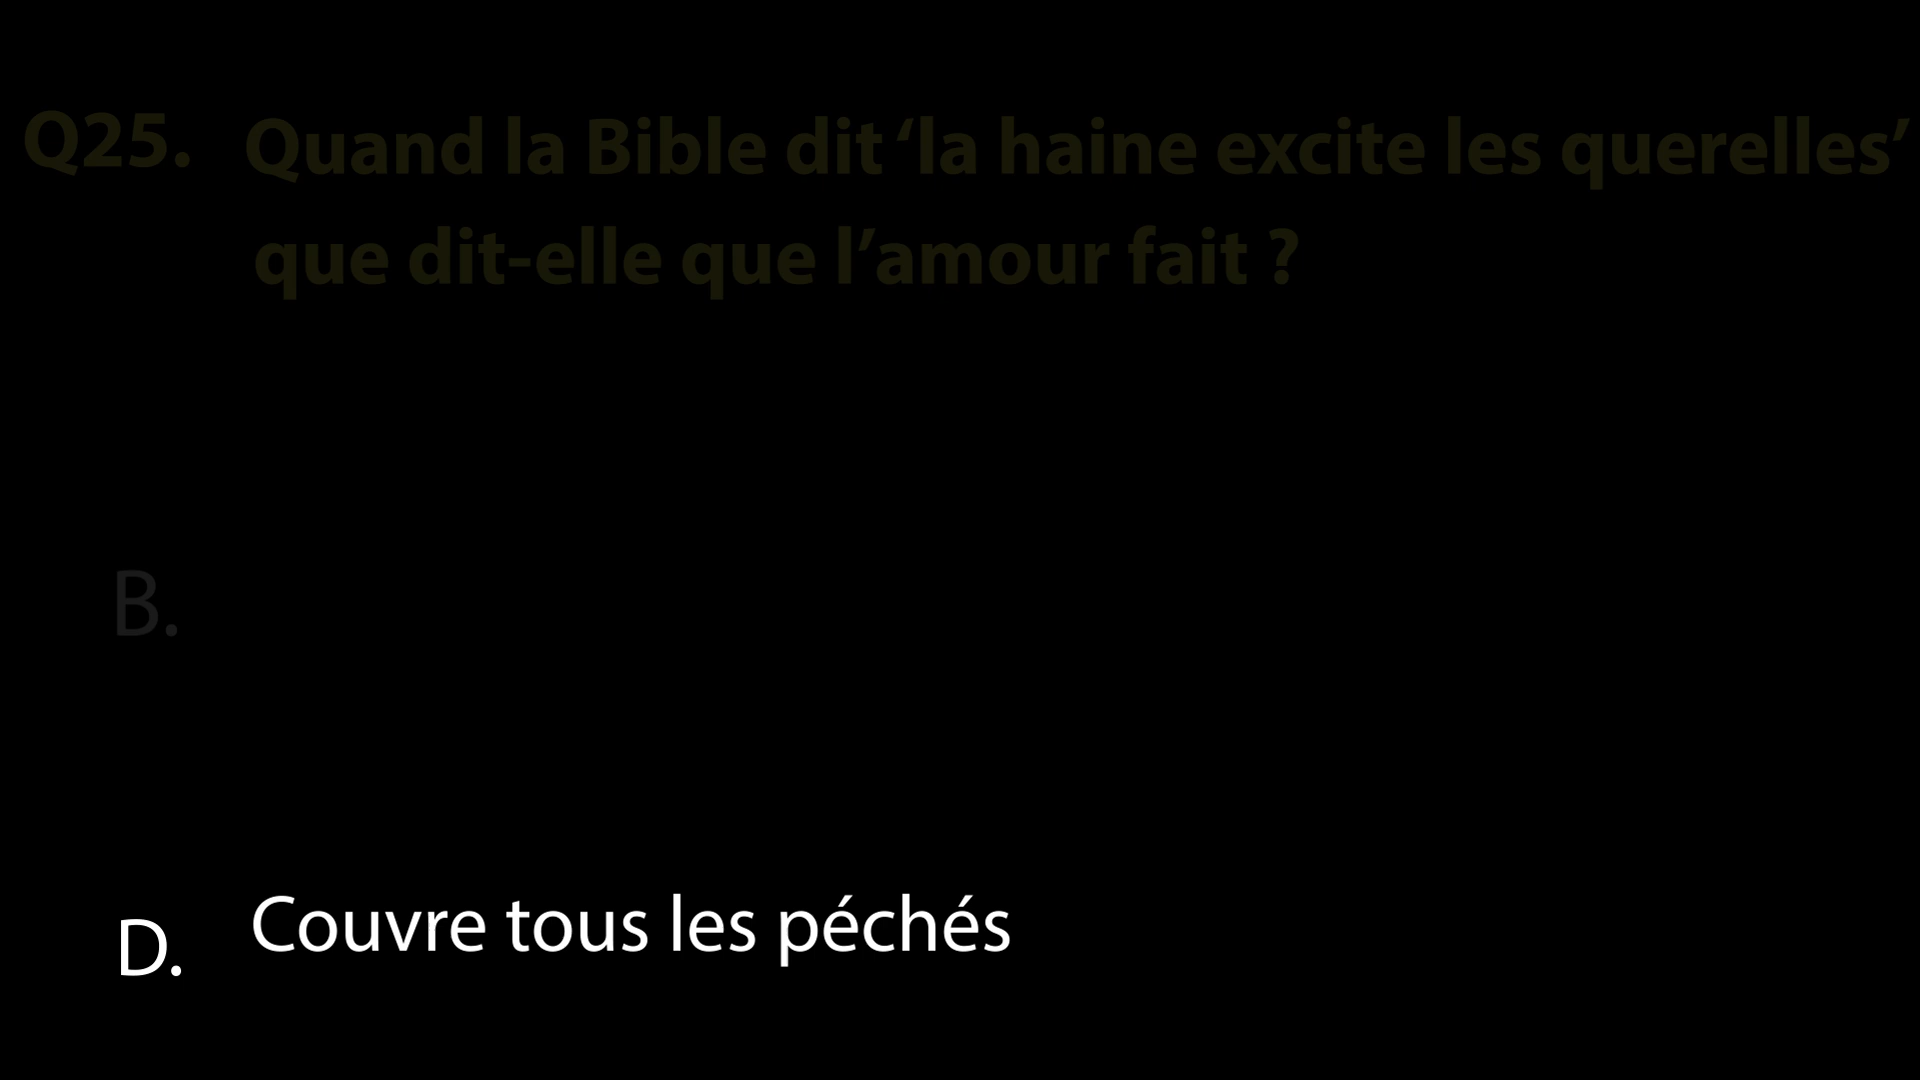 Q25. Quand la Bible dit ‘la haine excite les querelles’
que dit-elle que l’amour fait ?
B.
D. Couvre tous les péchés